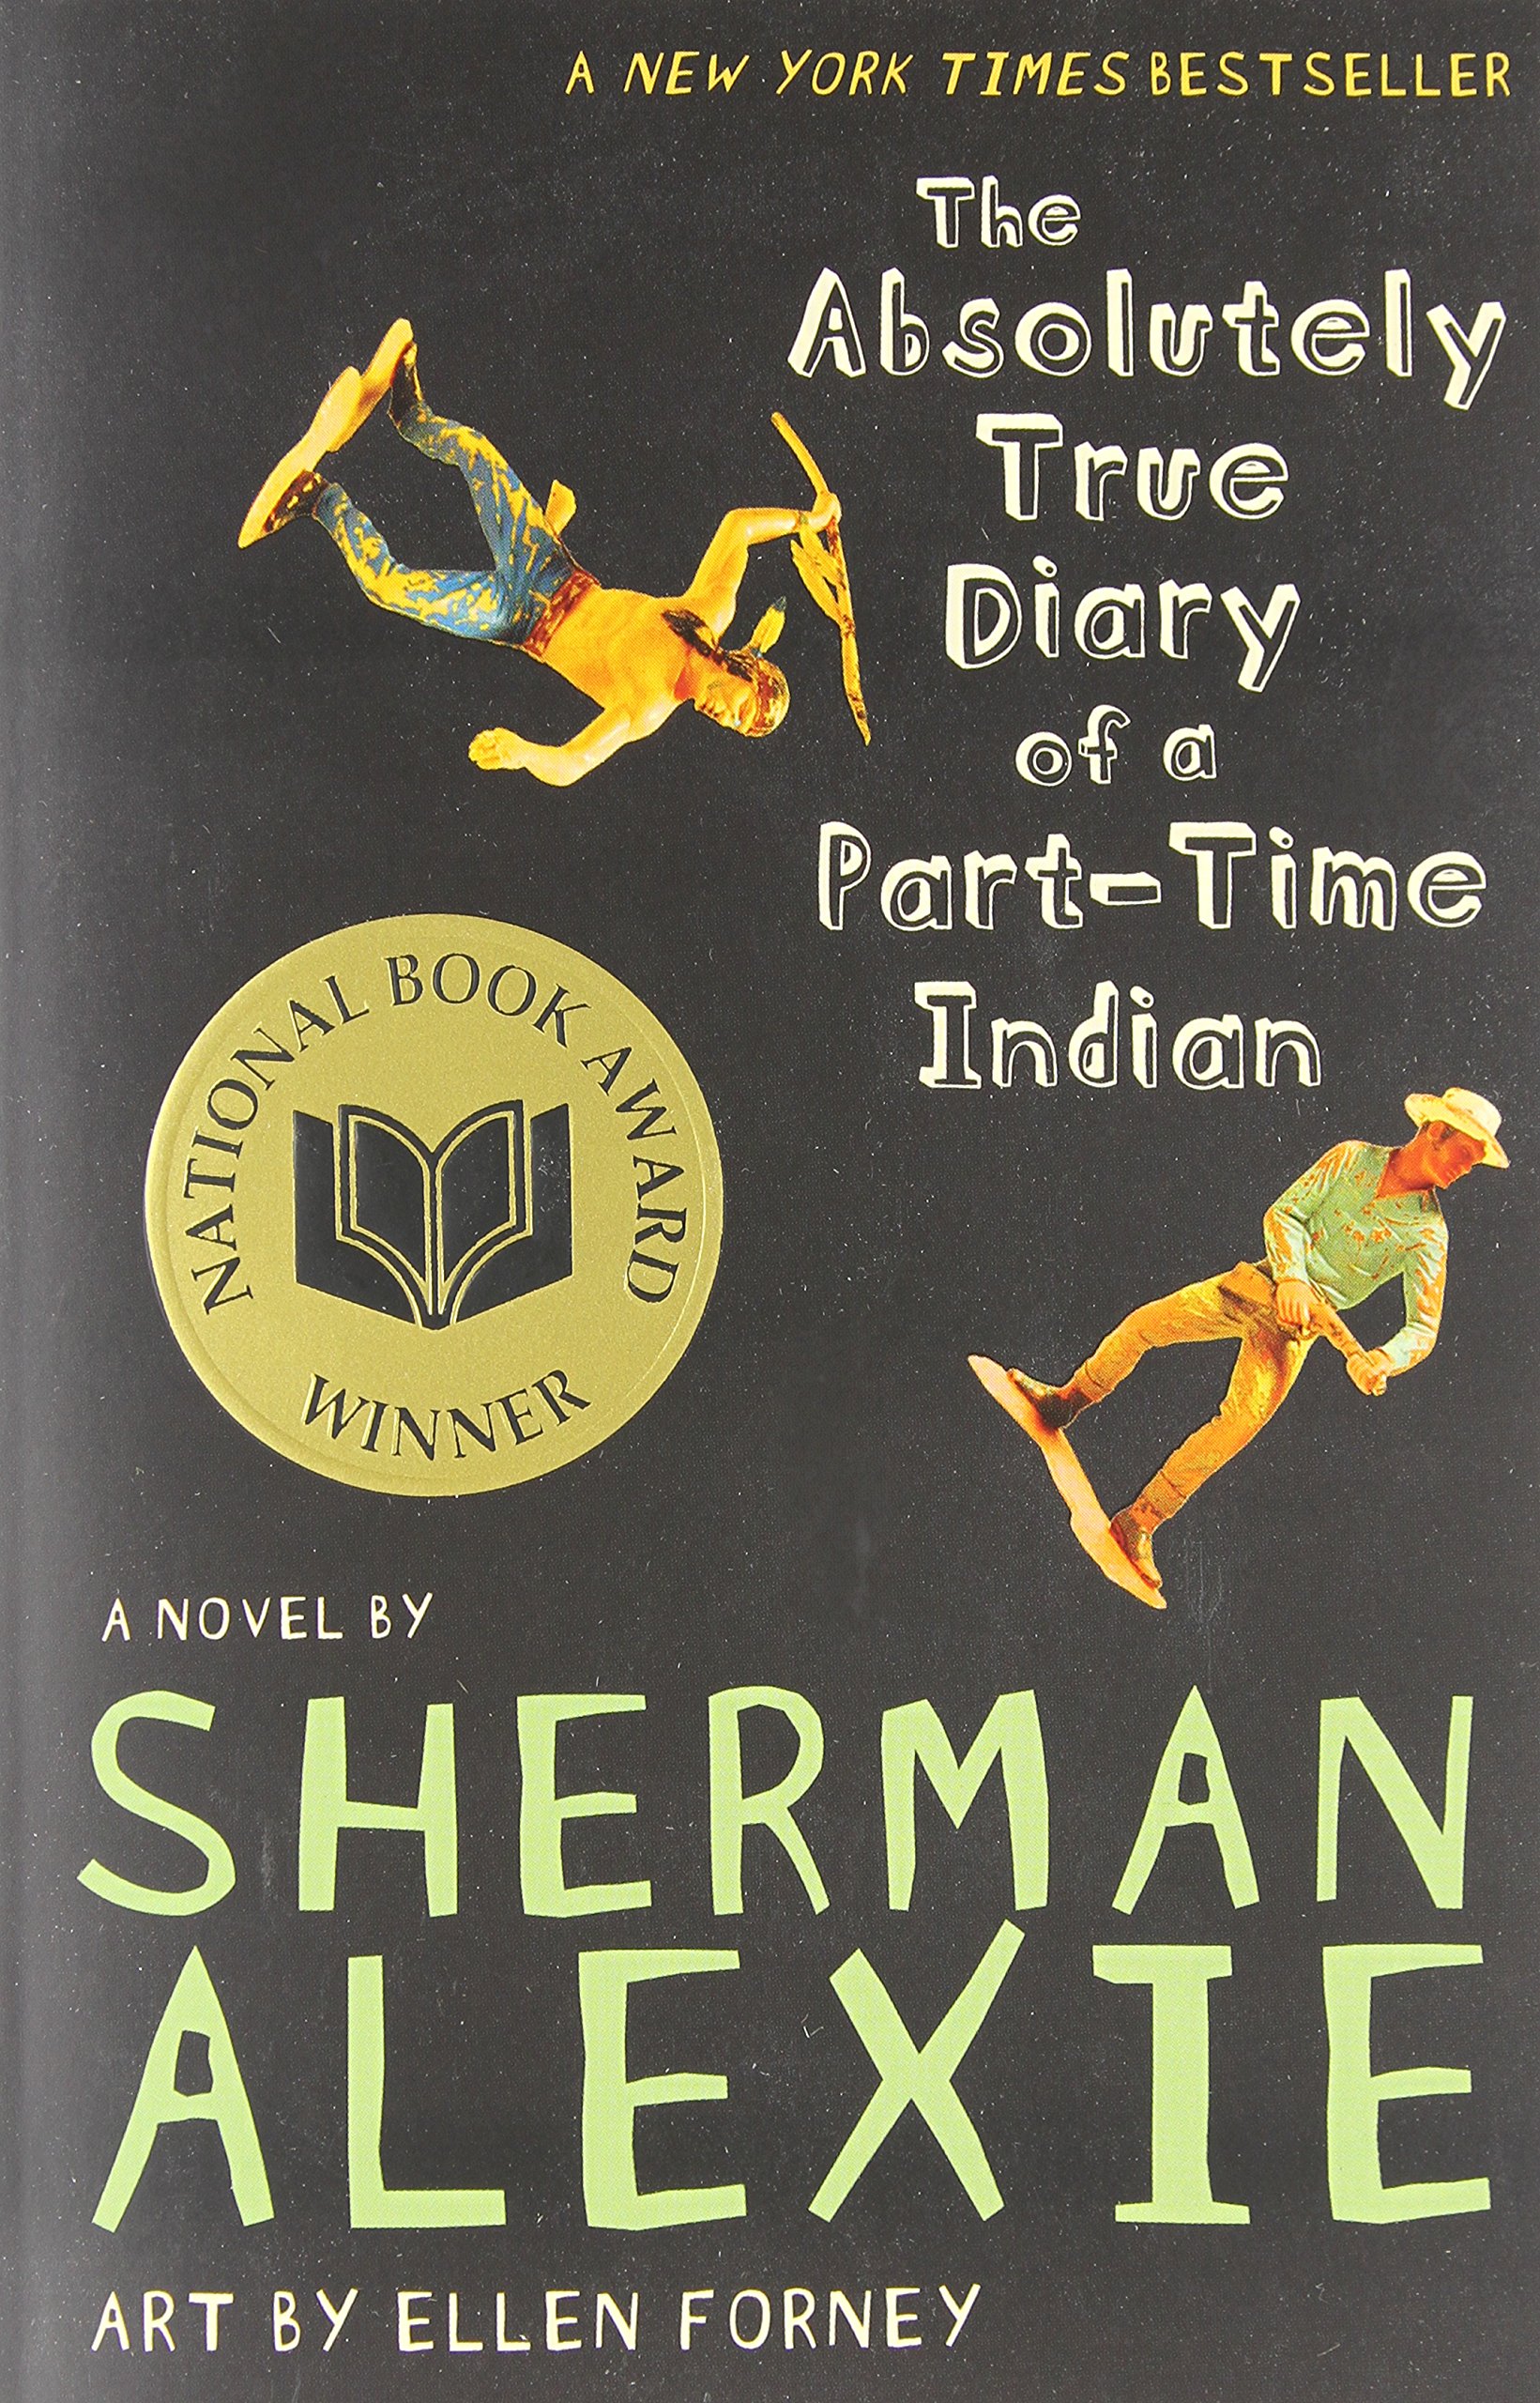 A NEW YORK TIMES BESTSELLER
The
Absolutely
True
Diary
of a
Part-Time
Indian
NATIONAL BOOK AWARD
WINNER
A NOVEL BY
SHERMAN
ALEXIE
ART BY ELLEN FORNEY